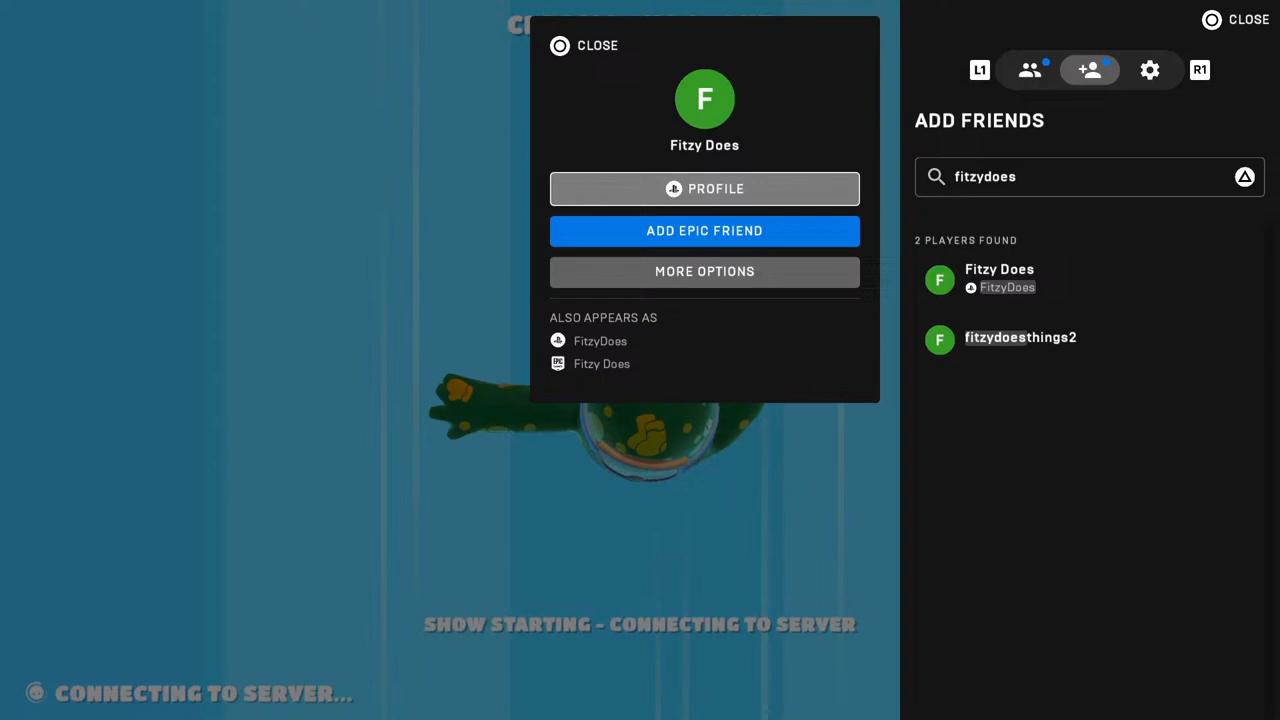 CLOSE
F
Fitzy Does
PROFILE
ADD EPIC FRIEND
MORE OPTIONS
ALSO APPEARS AS
FitzyDoes
EPIC
Fitzy Does
CLOSE
L1
R1
ADD FRIENDS
fitzydoes
2 PLAYERS FOUND
F
Fitzy Does
FitzyDoes
F
fitzydoesthings2
SHOW STARTING - CONNECTING TO SERVER
CONNECTING TO SERVER...